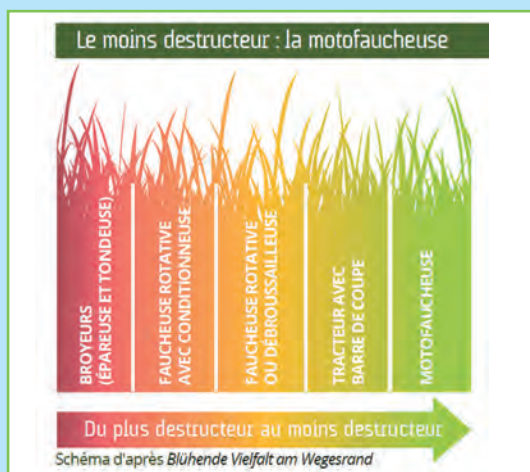 Le moins destructeur : la motofaucheuse
BROYEURS
(ÉPAREUSE ET TONDEUSE)
FAUCHEUSE ROTATIVE
AVEC CONDITIONNEUSE
FAUCHEUSE ROTATIVE
OU DÉBROUSSAILLEUSE
TRACTEUR AVEC
BARRE DE COUPE
MOTOFAUCHEUSE
Du plus destructeur au moins destructeur
Schéma d'après Blühende Vielfalt am Wegesrand